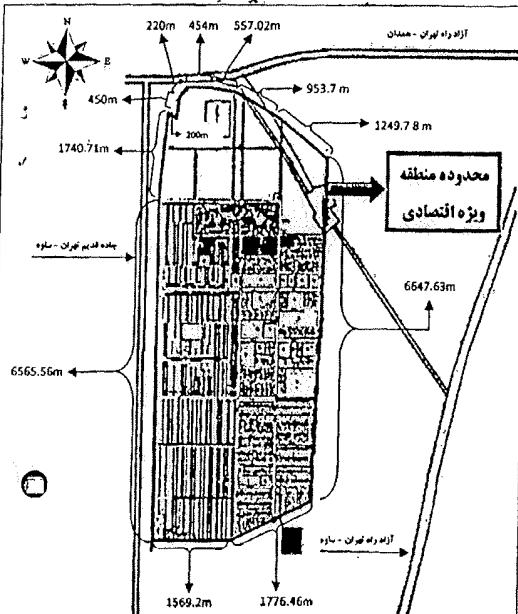 220m
454m
557.02m
آزاد راه تهران - همدان
N
W
E
953.7 m
450m
200m
1249.7 8 m
1740.71m
محدوده منطقه
ویژه اقتصادی
جاده قدیم تهران - ساوه
6647.63m
6565.56m
آزاد راه تهران - ساوه
1569.2m
1776.46m